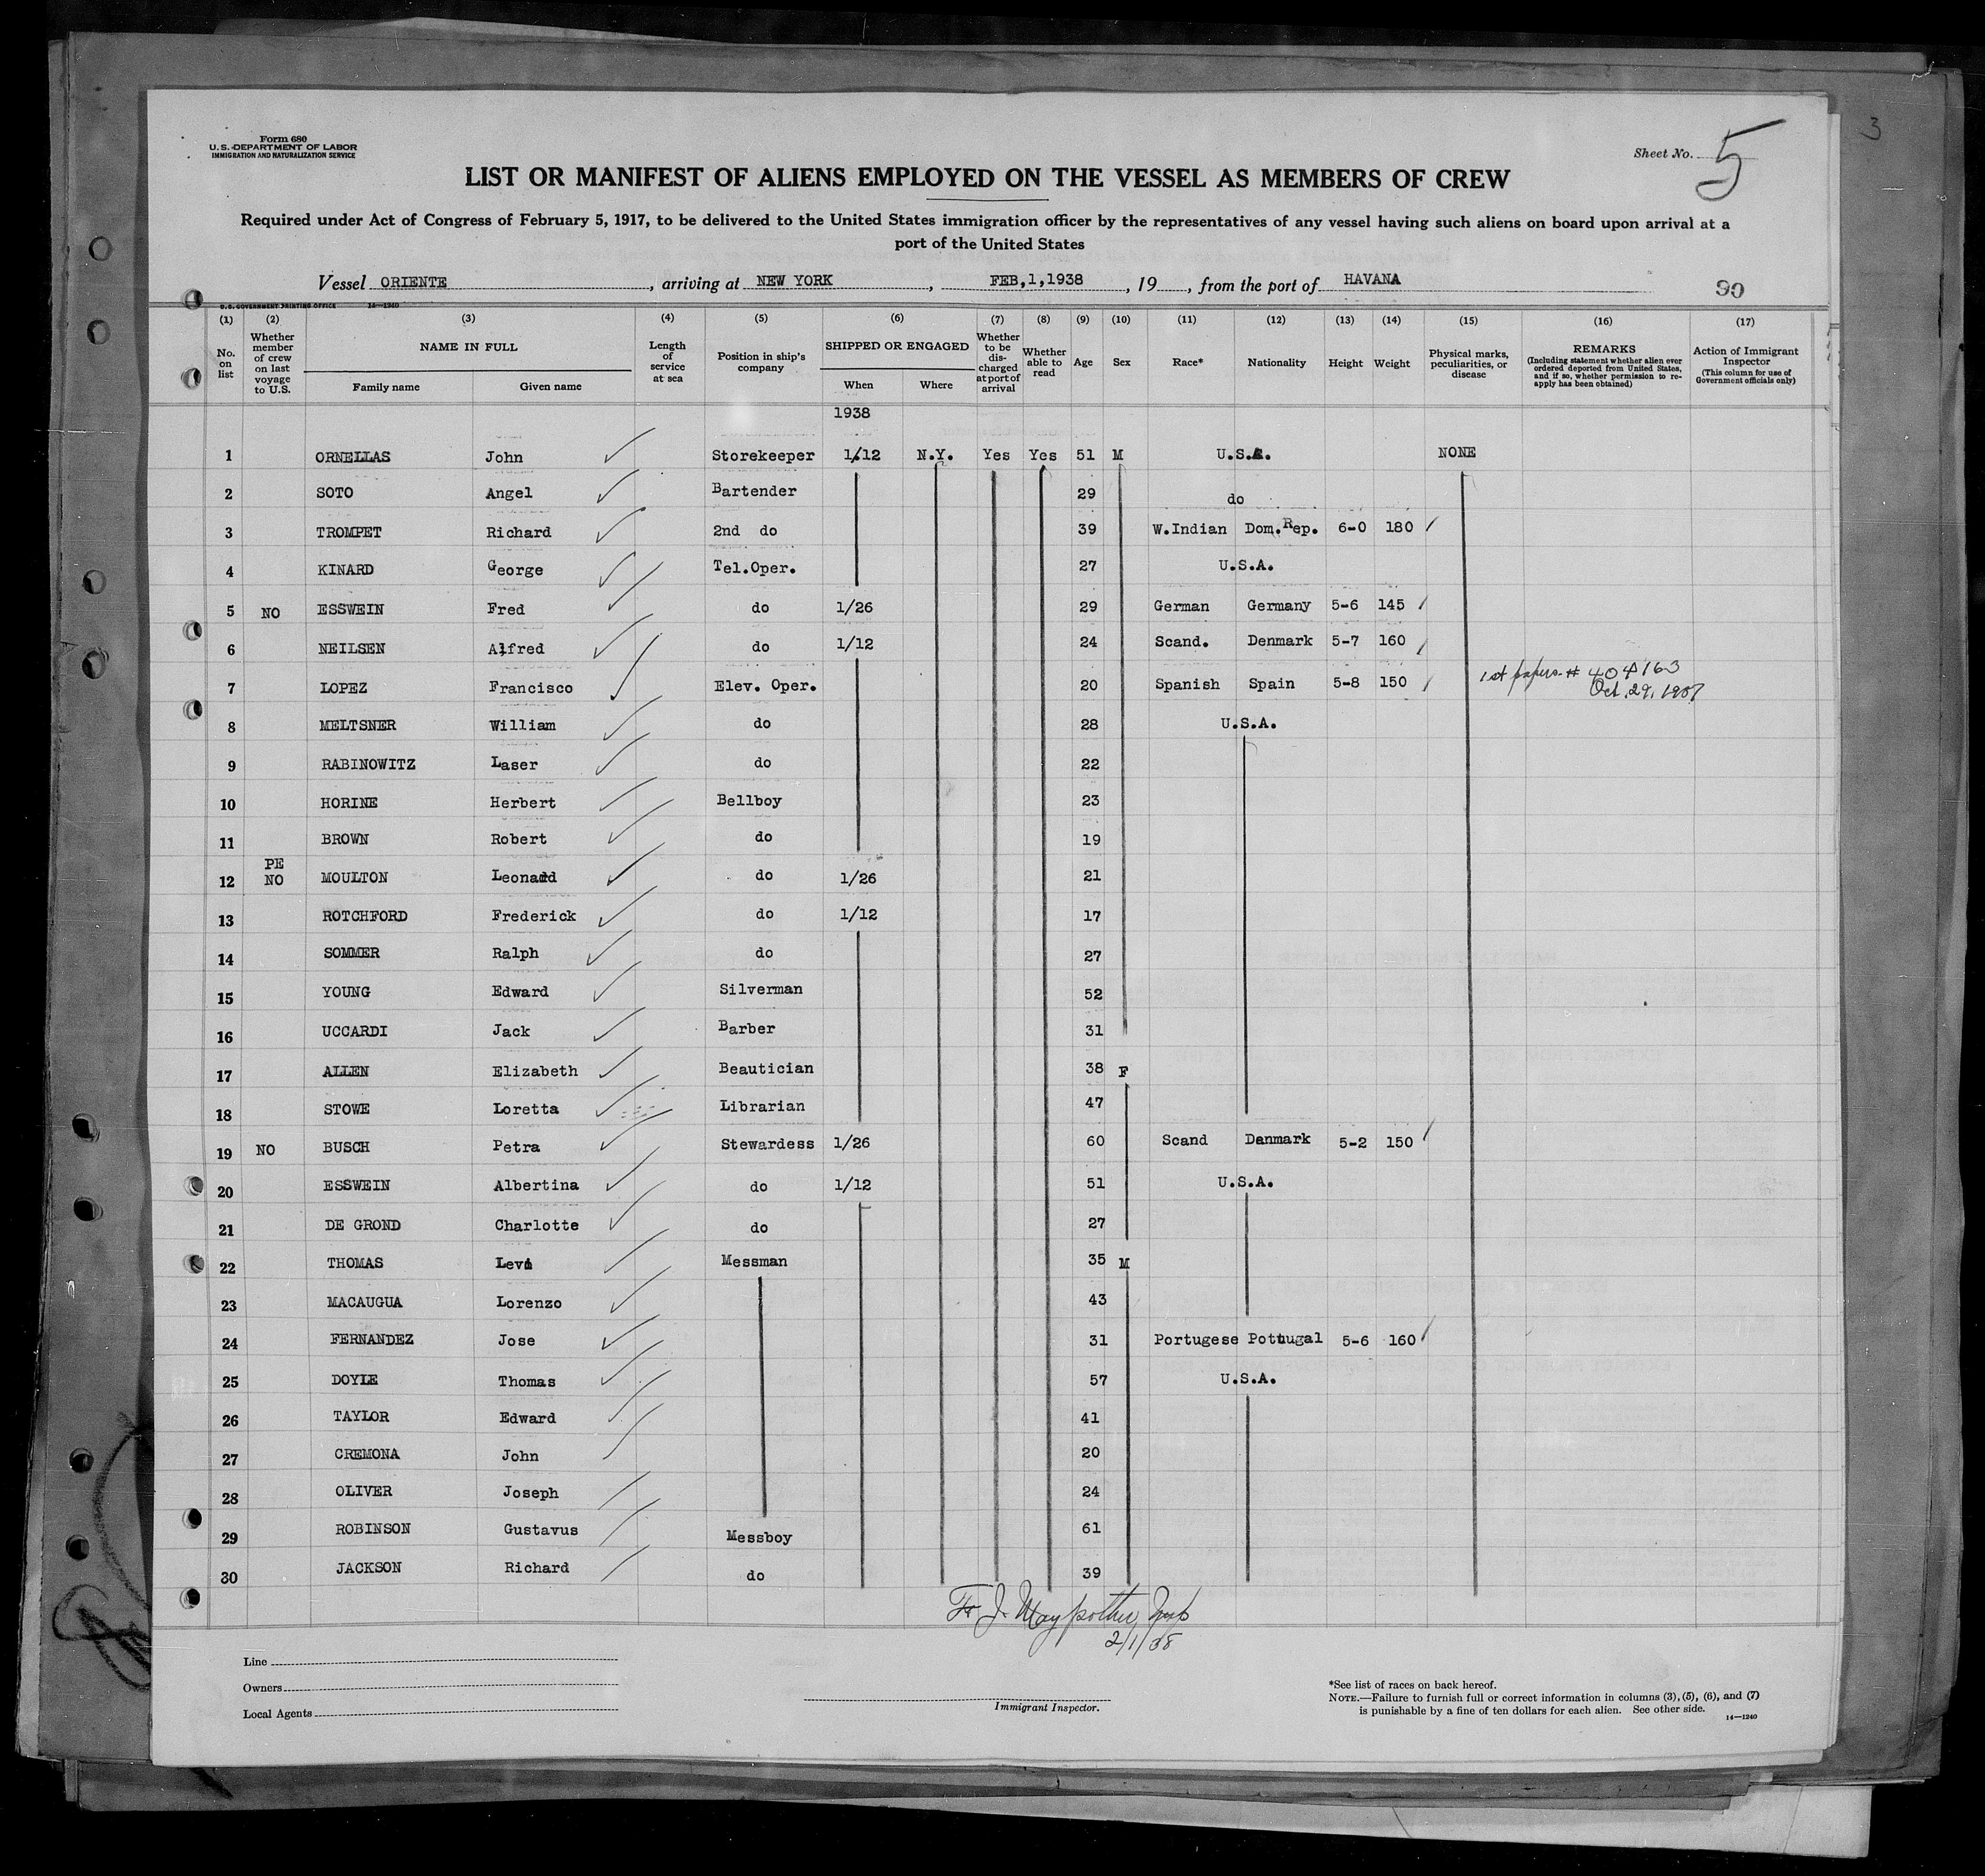 Form 680
U.S. DEPARTMENT OF LABOR
IMMIGRATION AND NATURALIZATION SERVICE
Sheet No. 5
3
LIST OR MANIFEST OF ALIENS EMPLOYED ON THE VESSEL AS MEMBERS OF CREW
Required under Act of Congress of February 5, 1917, to be delivered to the United States immigration officer by the representatives of any vessel having such aliens on board upon arrival at a
port of the United States
Vessel ORIENTE, arriving at NEW YORK, FEB,1,1938, 19, from the port of HAVANA
90
U.S. GOVERNMENT PRINTING OFFICE 14—1240
(1) No. on list
(2) Whether member of crew on last voyage to U.S.
(3) NAME IN FULL Family name Given name
(4) Length of service at sea
(5) Position in ship's company
(6) SHIPPED OR ENGAGED When Where
(7) Whether to be discharged at port of arrival
(8) Whether able to read
(9) Age
(10) Sex
(11) Race*
(12) Nationality
(13) Height
(14) Weight
(15) Physical marks, peculiarities, or disease
(16) REMARKS (Including statement whether alien ever ordered deported from United States, and if so, whether permission to reapply has been obtained)
(17) Action of Immigrant Inspector (This column for use of Government officials only)
1938
1 ORNELLAS John Storekeeper 1/12 N.Y. Yes Yes 51 M U.S.A. NONE
2 SOTO Angel Bartender 29 do
3 TROMPET Richard 2nd do 39 W.Indian Dom.Rep. 6-0 180
4 KINARD George Tel.Oper. 27 U.S.A.
5 NO ESSWEIN Fred do 1/26 29 German Germany 5-6 145
6 NEILSEN Alfred do 1/12 24 Scand. Denmark 5-7 160
7 LOPEZ Francisco Elev. Oper. 20 Spanish Spain 5-8 150 1st papers # 404163
Oct. 29, 1937
8 MELTSNER William do 28 U.S.A.
9 RABINOWITZ Laser do 22
10 HORINE Herbert Bellboy 23
11 BROWN Robert do 19
PE
12 NO MOULTON Leonard do 1/26 21
13 ROTCHFORD Frederick do 1/12 17
14 SOMMER Ralph do 27
15 YOUNG Edward Silverman 52
16 UCCARDI Jack Barber 31
17 ALLEN Elizabeth Beautician 38 F
18 STOWE Loretta Librarian 47
19 NO BUSCH Petra Stewardess 1/26 60 Scand Danmark 5-2 150
20 ESSWEIN Albertina do 1/12 51 U.S.A.
21 DE GROND Charlotte do 27
22 THOMAS Levi Messman 35 M
23 MACAUGUA Lorenzo 43
24 FERNANDEZ Jose 31 Portugese Pottugal 5-6 160
25 DOYLE Thomas 57 U.S.A.
26 TAYLOR Edward 41
27 CREMONA John 20
28 OLIVER Joseph 24
29 ROBINSON Gustavus Messboy 61
30 JACKSON Richard do 39
2/1/38
Line
Owners
Local Agents
Immigrant Inspector.
*See list of races on back hereof.
NOTE.—Failure to furnish full or correct information in columns (3), (5), (6), and (7)
is punishable by a fine of ten dollars for each alien. See other side.
14—1240